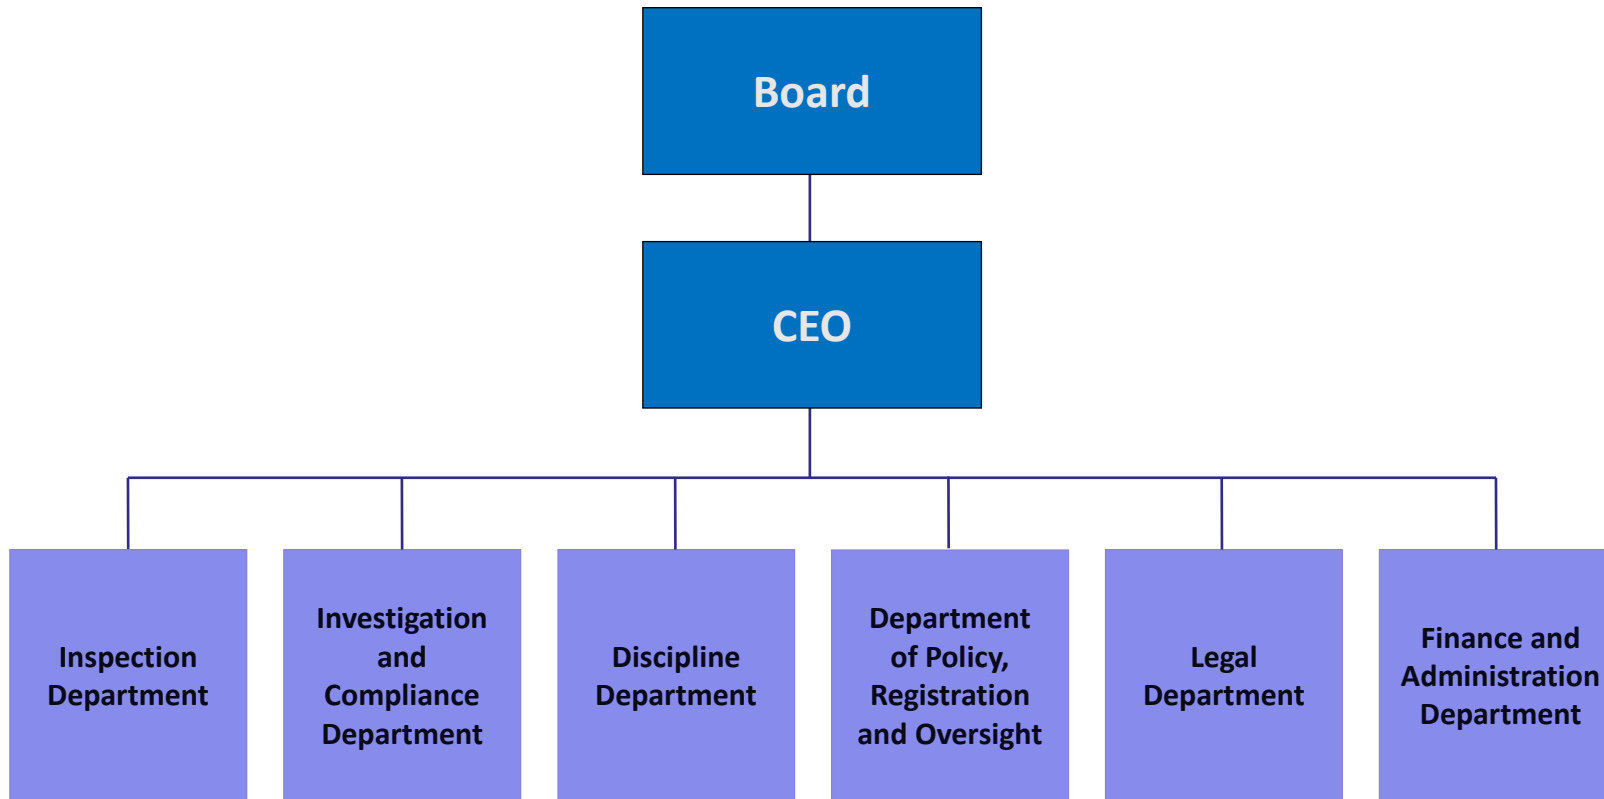 Board
CEO
Inspection
Department
Investigation
and
Compliance
Department
Discipline
Department
Department
of Policy,
Registration
and Oversight
Legal
Department
Finance and
Administration
Department